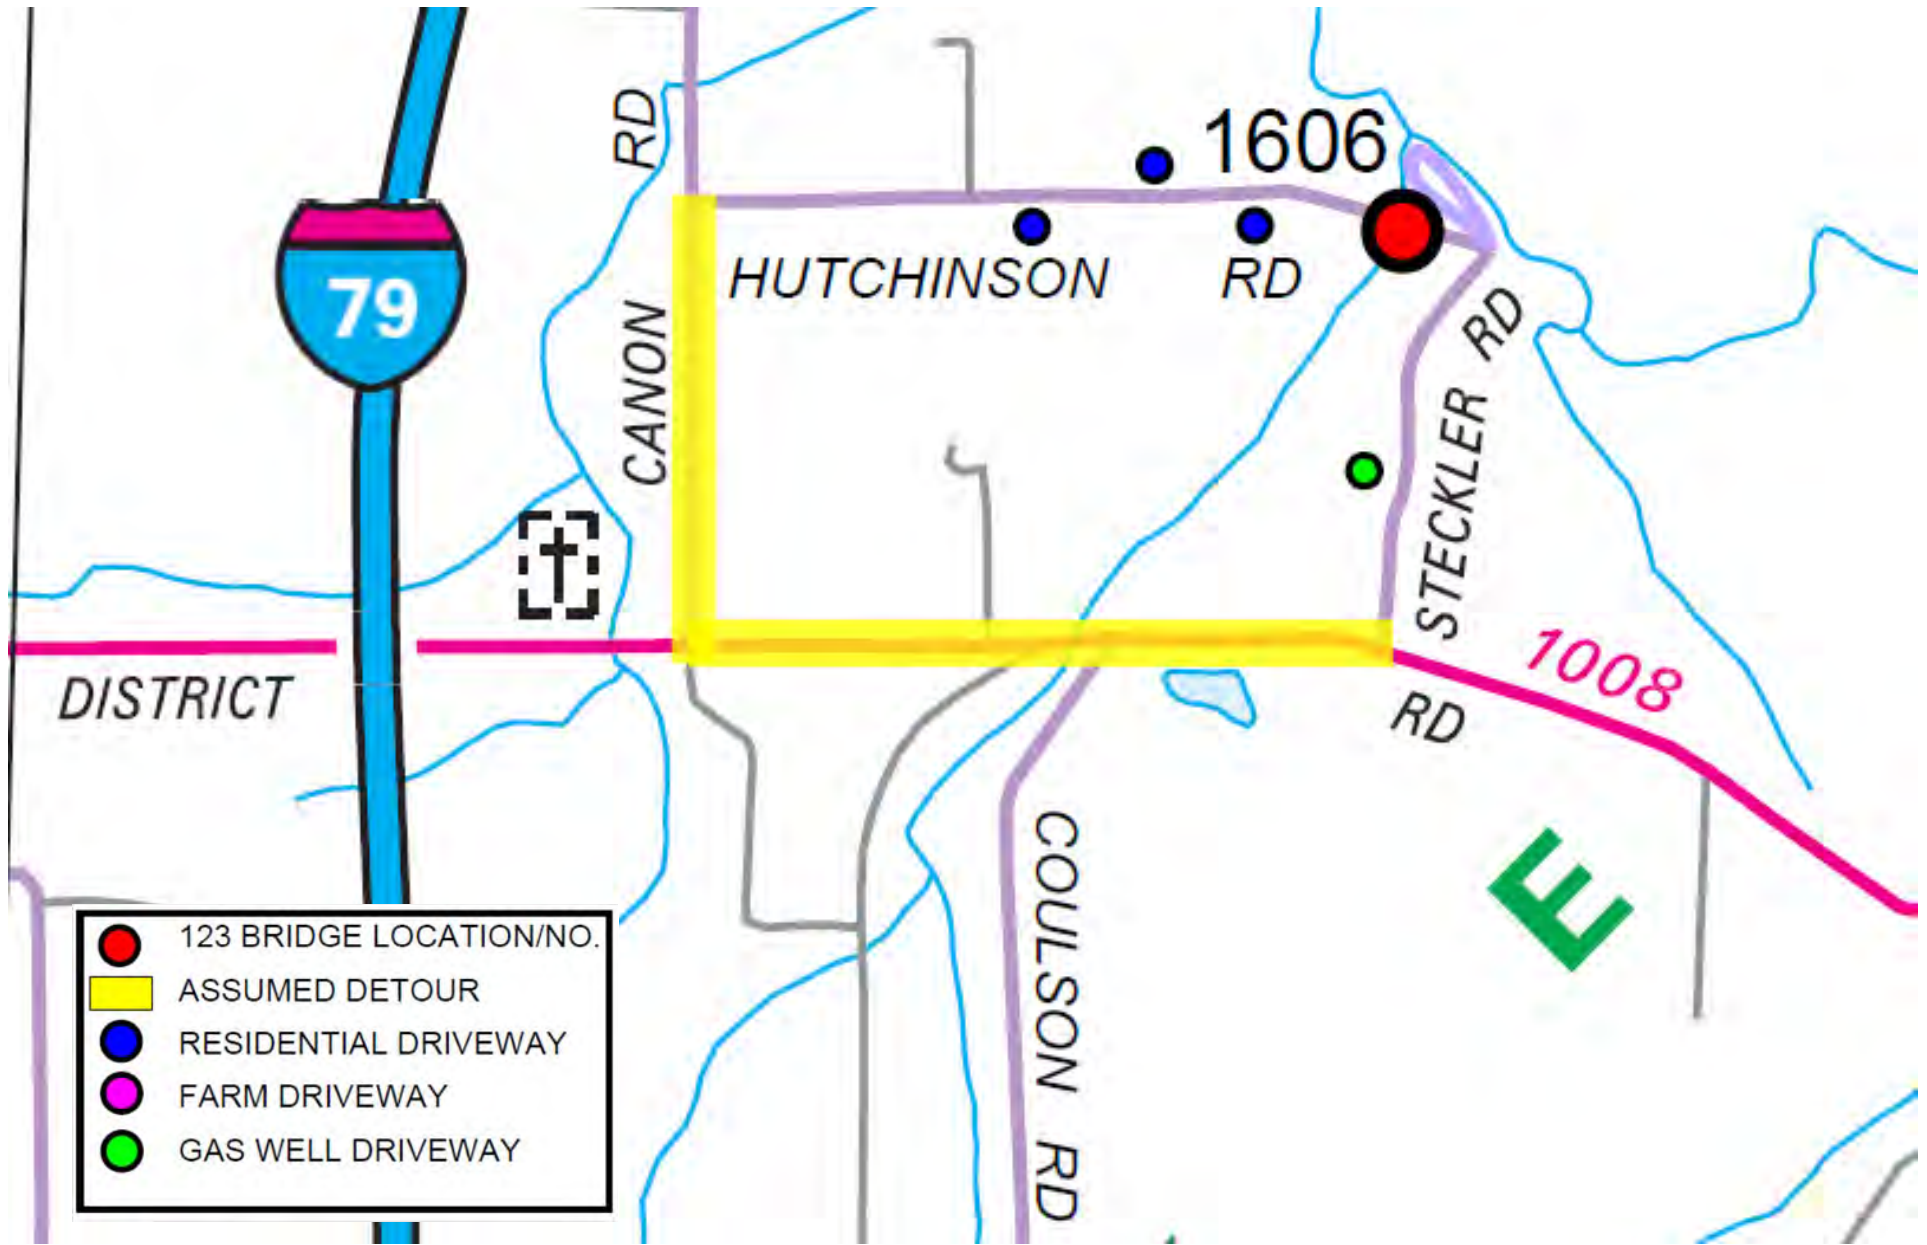 RD
1606
79
HUTCHINSON RD
CANON
RD
STECKLER
1008
DISTRICT
RD
E
COULSON RD
123 BRIDGE LOCATION/NO.
ASSUMED DETOUR
RESIDENTIAL DRIVEWAY
FARM DRIVEWAY
GAS WELL DRIVEWAY